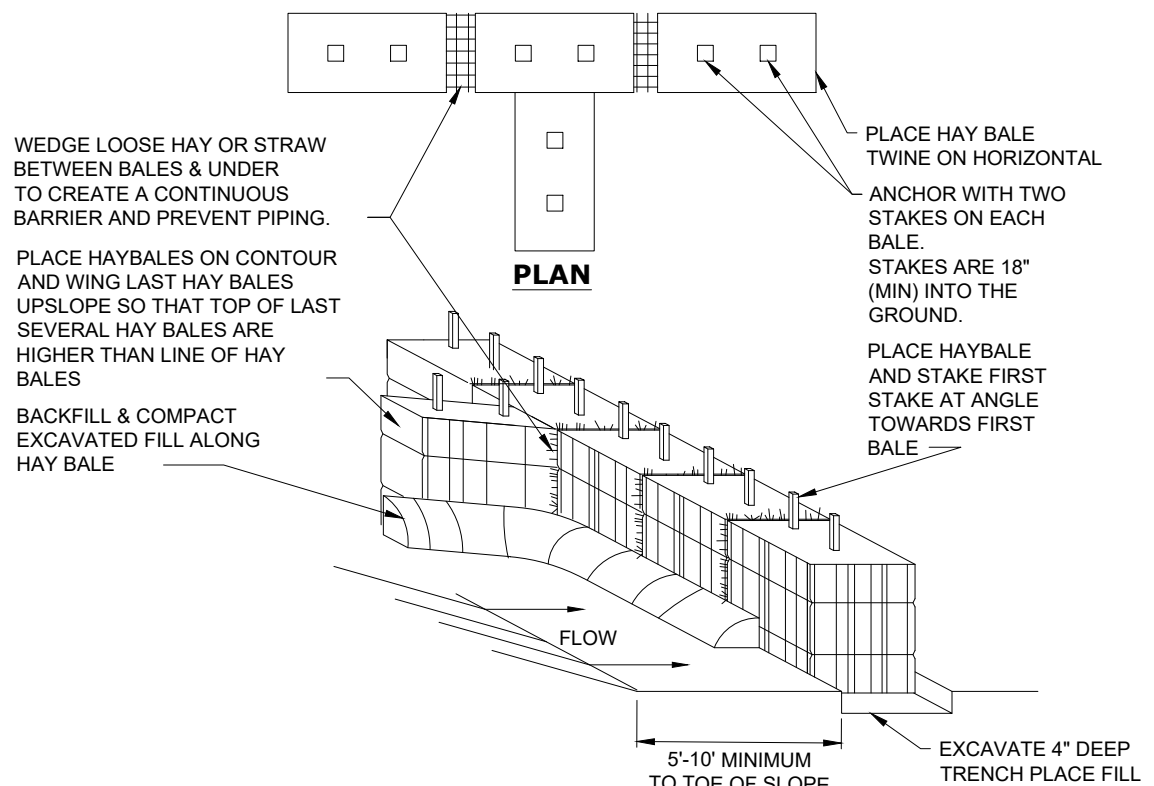 WEDGE LOOSE HAY OR STRAW
BETWEEN BALES & UNDER
TO CREATE A CONTINUOUS
BARRIER AND PREVENT PIPING.
PLACE HAYBALES ON CONTOUR
AND WING LAST HAY BALES
UPSLOPE SO THAT TOP OF LAST
SEVERAL HAY BALES ARE
HIGHER THAN LINE OF HAY
BALES
BACKFILL & COMPACT
EXCAVATED FILL ALONG
HAY BALE
PLAN
PLACE HAY BALE
TWINE ON HORIZONTAL
ANCHOR WITH TWO
STAKES ON EACH
BALE.
STAKES ARE 18"
(MIN) INTO THE
GROUND.
PLACE HAYBALE
AND STAKE FIRST
STAKE AT ANGLE
TOWARDS FIRST
BALE
FLOW
5'-10' MINIMUM
TO TOE OF SLOPE
EXCAVATE 4" DEEP
TRENCH PLACE FILL